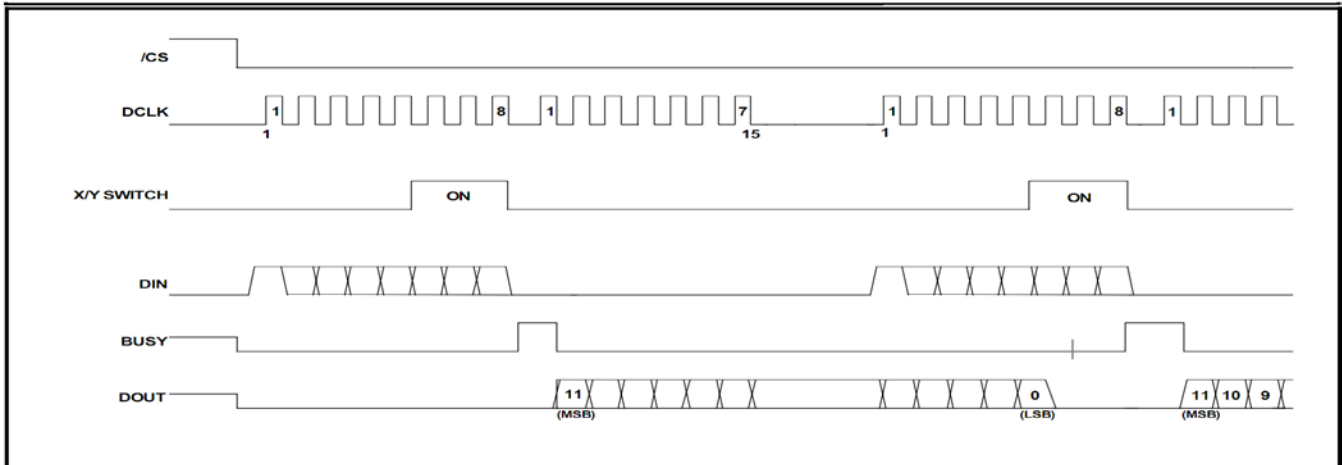 /CS
DCLK 1 8 1 7 1 8 1
1 15 1
X/Y SWITCH ON ON
DIN
BUSY
DOUT 11 0 11 10 9
(MSB) (LSB) (MSB)